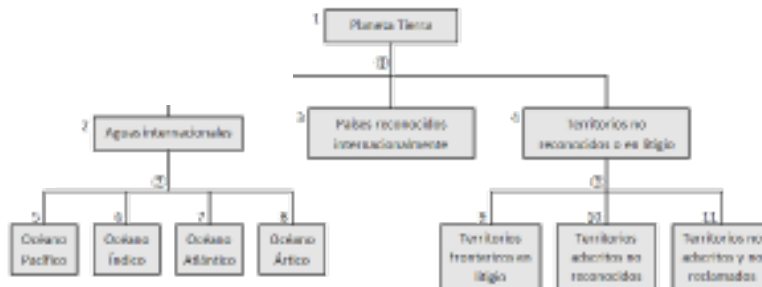 1
Planeta Tierra
①
2
Aguas internacionales
3
Países reconocidos
internacionalmente
4
Territorios no
reconocidos o en litigio
②
③
5
Océano
Pacífico
6
Océano
Índico
7
Océano
Atlántico
8
Océano
Ártico
9
Territorios
fronterizos en
litigio
10
Territorios
adscritos no
reconocidos
11
Territorios no
adscritos y no
reclamados